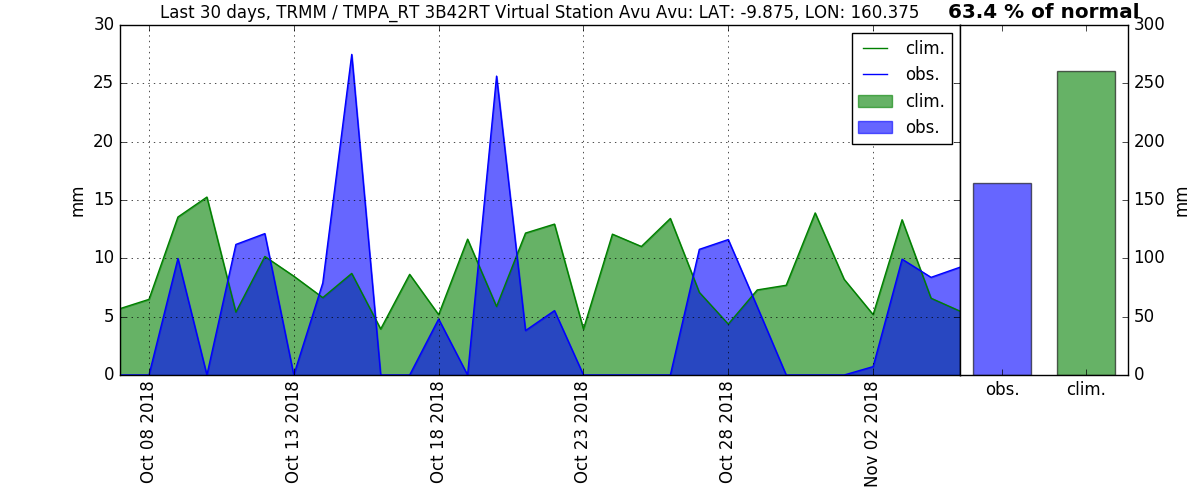 Last 30 days, TRMM / TMPA_RT 3B42RT Virtual Station Avu Avu: LAT: -9.875, LON: 160.375
63.4 % of normal
30
25
20
15
10
5
0
mm
clim.
obs.
clim.
obs.
Oct 08 2018
Oct 13 2018
Oct 18 2018
Oct 23 2018
Oct 28 2018
Nov 02 2018
300
250
200
150
100
50
0
mm
obs.
clim.